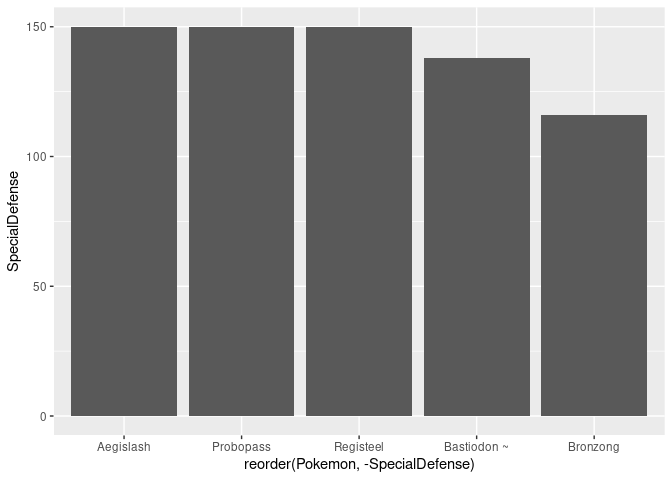 150
100
50
0
SpecialDefense
Aegislash Probopass Registeel Bastiodon ~ Bronzong
reorder(Pokemon, -SpecialDefense)